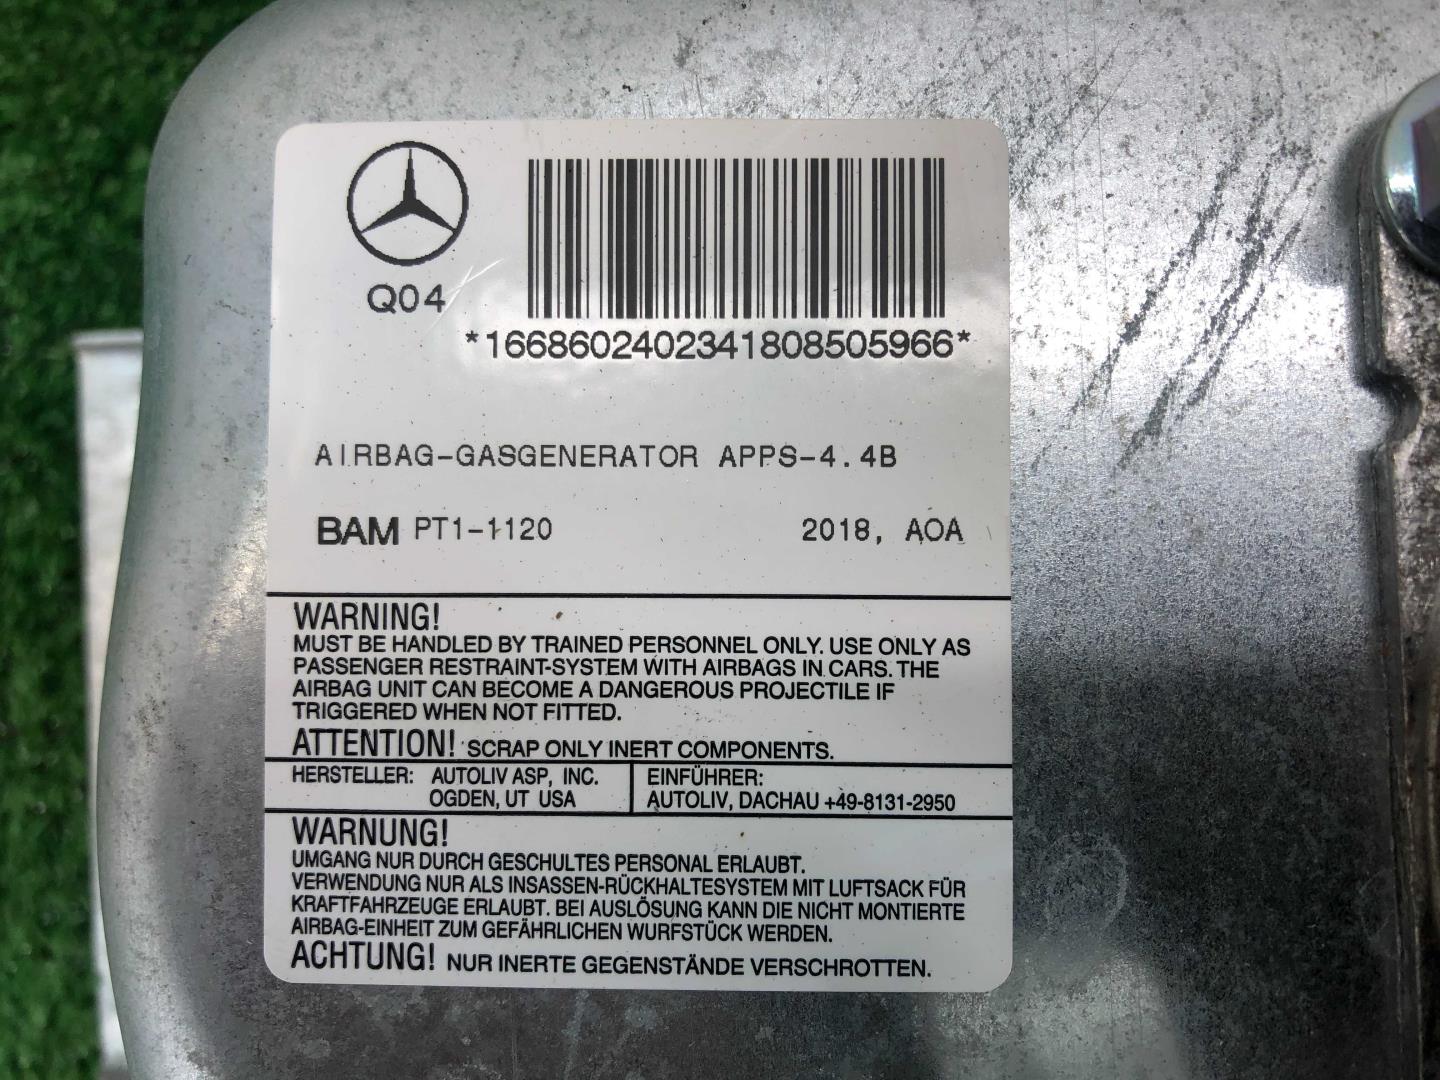 Q04
*16686024023418085​05966*
AIRBAG-GASGENERATOR APPS-4.4B
BAM PT1-1120 2018, AOA
WARNING!
MUST BE HANDLED BY TRAINED PERSONNEL ONLY. USE ONLY AS
PASSENGER RESTRAINT-SYSTEM WITH AIRBAGS IN CARS. THE
AIRBAG UNIT CAN BECOME A DANGEROUS PROJECTILE IF
TRIGGERED WHEN NOT FITTED.
ATTENTION! SCRAP ONLY INERT COMPONENTS.
HERSTELLER: AUTOLIV ASP, INC.
OGDEN, UT USA
EINFÜHRER:
AUTOLIV, DACHAU +49-8131-2950
WARNUNG!
UMGANG NUR DURCH GESCHULTES PERSONAL ERLAUBT.
VERWENDUNG NUR ALS INSASSEN-RÜCKHALTESYSTEM MIT LUFTSACK FÜR
KRAFTFAHRZEUGE ERLAUBT. BEI AUSLÖSUNG KANN DIE NICHT MONTIERTE
AIRBAG-EINHEIT ZUM GEFÄHRLICHEN WURFSTÜCK WERDEN.
ACHTUNG! NUR INERTE GEGENSTÄNDE VERSCHROTTEN.